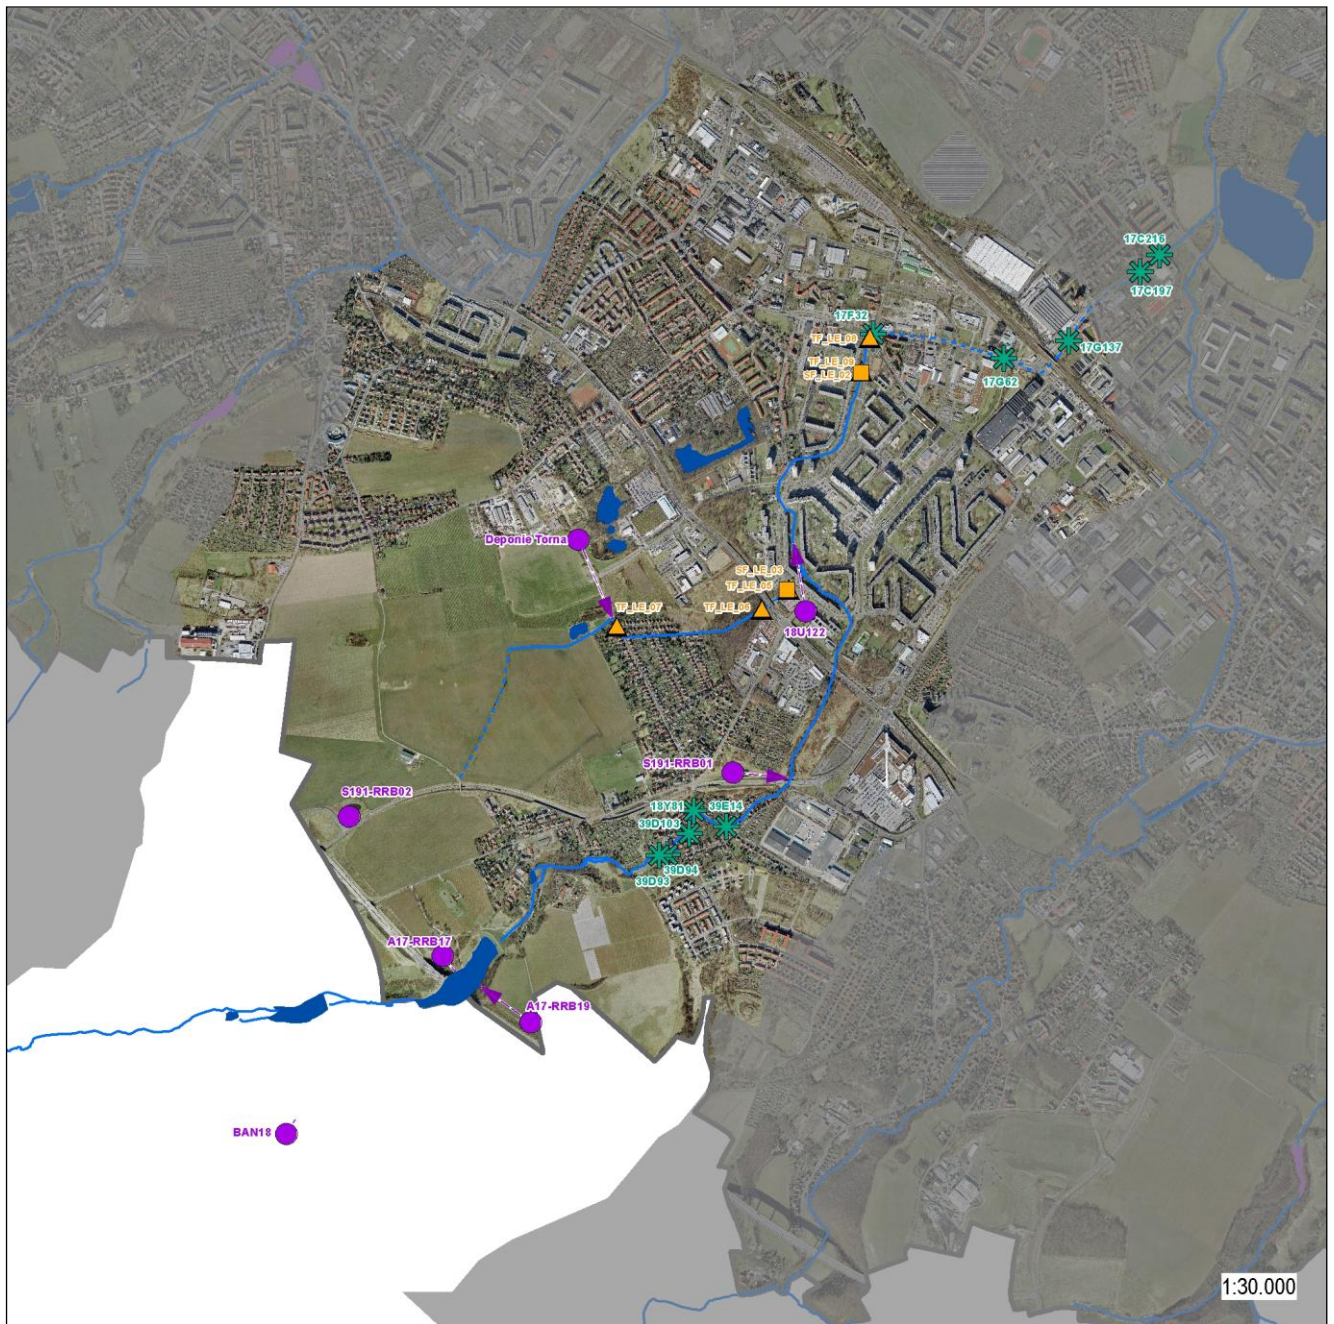 17C216
17C197
17F32
TF_LE_08
17G137
TF_LE_09
17G62
SF_LE_02
Deponie Torna
SF_LE_03
TF_LE_05
TF_LE_07
TF_LE_06
18U122
S191-RRB01
S191-RRB02
18Y81
39E14
39D103
39D94
39D93
A17-RRB17
A17-RRB19
BAN18
1:30.000